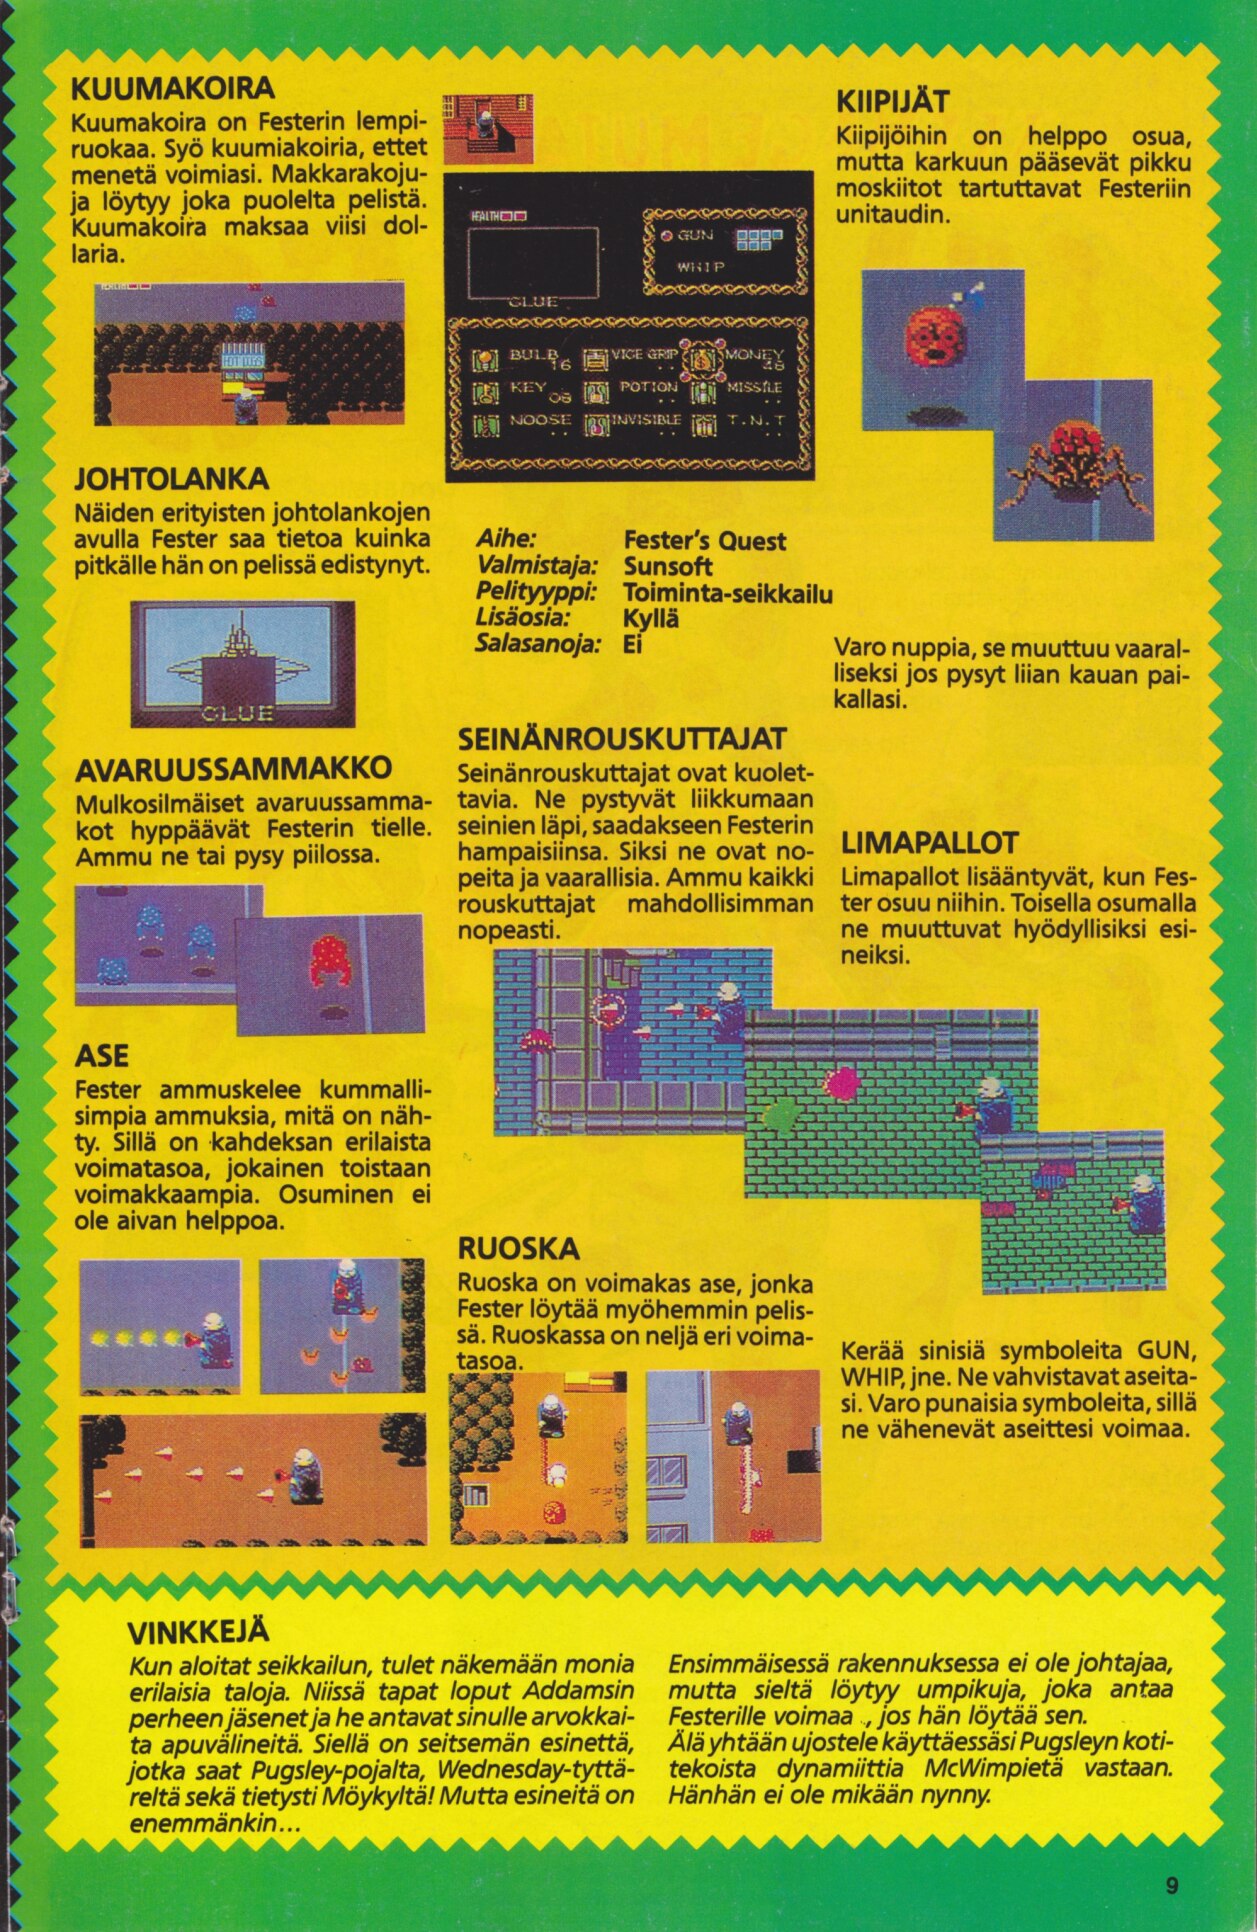 KUUMAKOIRA
Kuumakoira on Festerin lempi-
ruokaa. Syö kuumiakoiria, ettet
menetä voimiasi. Makkarakoju-
ja löytyy joka puolelta pelistä.
Kuumakoira maksaa viisi dol-
laria.
HEALTH
HOT DOGS
JOHTOLANKA
Näiden erityisten johtolankojen
avulla Fester saa tietoa kuinka
pitkälle hän on pelissä edistynyt.
CLUE
AVARUUSSAMMAKKO
Mulkosilmäiset avaruussamma-
kot hyppäävät Festerin tielle.
Ammu ne tai pysy piilossa.
ASE
Fester ammuskelee kummalli-
simpia ammuksia, mitä on näh-
ty. Sillä on kahdeksan erilaista
voimatasoa, jokainen toistaan
voimakkaampia. Osuminen ei
ole aivan helppoa.
HEALTH
GUN
WHIP
CLUE
BULB 16 VICE GRIP .. MONEY 48
KEY 08 POTION .. MISSILE ..
NOOSE .. INVISIBLE .. T.N.T ..
Aihe: Fester's Quest
Valmistaja: Sunsoft
Pelityyppi: Toiminta-seikkailu
Lisäosia: Kyllä
Salasanoja: Ei
SEINÄNROUSKUTTAJAT
Seinänrouskuttajat ovat kuolet-
tavia. Ne pystyvät liikkumaan
seinien läpi, saadakseen Festerin
hampaisiinsa. Siksi ne ovat no-
peita ja vaarallisia. Ammu kaikki
rouskuttajat mahdollisimman
nopeasti.
RUOSKA
Ruoska on voimakas ase, jonka
Fester löytää myöhemmin pelis-
sä. Ruoskassa on neljä eri voima-
tasoa.
KIIPIJÄT
Kiipijöihin on helppo osua,
mutta karkuun pääsevät pikku
moskiitot tartuttavat Festeriin
unitaudin.
Varo nuppia, se muuttuu vaaral-
liseksi jos pysyt liian kauan pai-
kallasi.
LIMAPALLOT
Limapallot lisääntyvät, kun Fes-
ter osuu niihin. Toisella osumalla
ne muuttuvat hyödyllisiksi esi-
neiksi.
WHIP
GUN
Kerää sinisiä symboleita GUN,
WHIP, jne. Ne vahvistavat aseita-
si. Varo punaisia symboleita, sillä
ne vähenevät aseittesi voimaa.
VINKKEJÄ
Kun aloitat seikkailun, tulet näkemään monia
erilaisia taloja. Niissä tapat loput Addamsin
perheen jäsenet ja he antavat sinulle arvokkai-
ta apuvälineitä. Siellä on seitsemän esinettä,
jotka saat Pugsley-pojalta, Wednesday-tyttä-
reltä sekä tietysti Möykyltä! Mutta esineitä on
enemmänkin...
Ensimmäisessä rakennuksessa ei ole johtajaa,
mutta sieltä löytyy umpikuja, joka antaa
Festerille voimaa , jos hän löytää sen.
Älä yhtään ujostele käyttäessäsi Pugsleyn koti-
tekoista dynamiittia McWimpietä vastaan.
Hänhän ei ole mikään nynny.
9